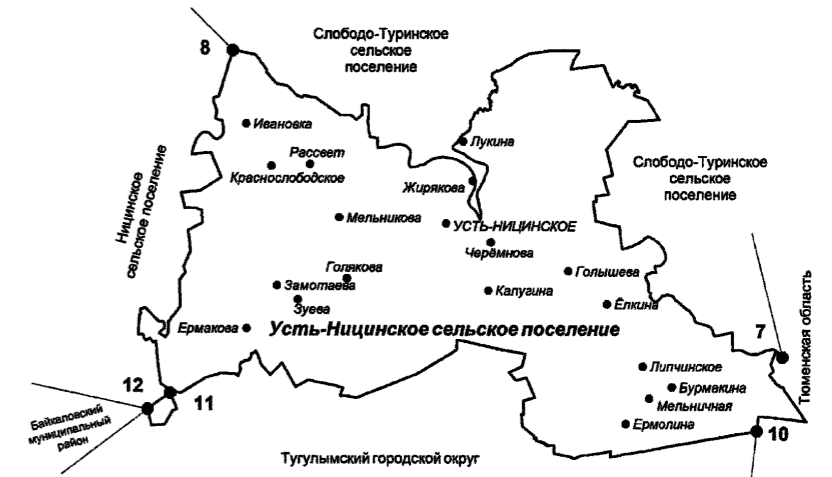 8
Слободо-Туринское
сельское
поселение
Ивановка
Рассвет
Краснослободское
Лукина
Жирякова
Слободо-Туринское
сельское
поселение
Ницинское
сельское поселение
Мельникова
УСТЬ-НИЦИНСКОЕ
Черёмнова
Голякова
Замотаева
Зуева
Голышева
Калугина
Ёлкина
Ермакова
Усть-Ницинское сельское поселение
7
Тюменская область
Липчинское
Бурмакина
Мельничная
Ермолина
10
12
11
Байкаловский
муниципальный
район
Тугулымский городской округ